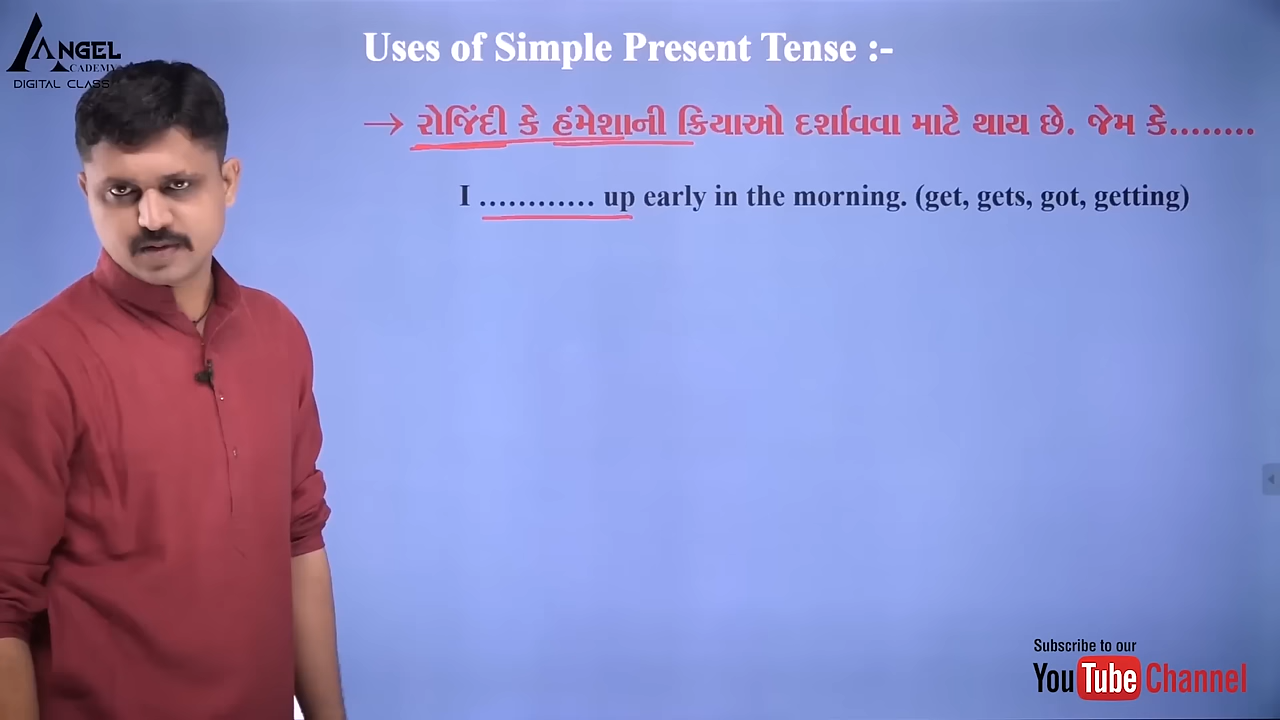 ANGEL
ACADEMY
DIGITAL CLASS
Uses of Simple Present Tense :-
→ રોજિંદી કે હંમેશાની ક્રિયાઓ દર્શાવવા માટે થાય છે. જેમ કે........
I ………… up early in the morning. (get, gets, got, getting)
Subscribe to our
YouTube Channel